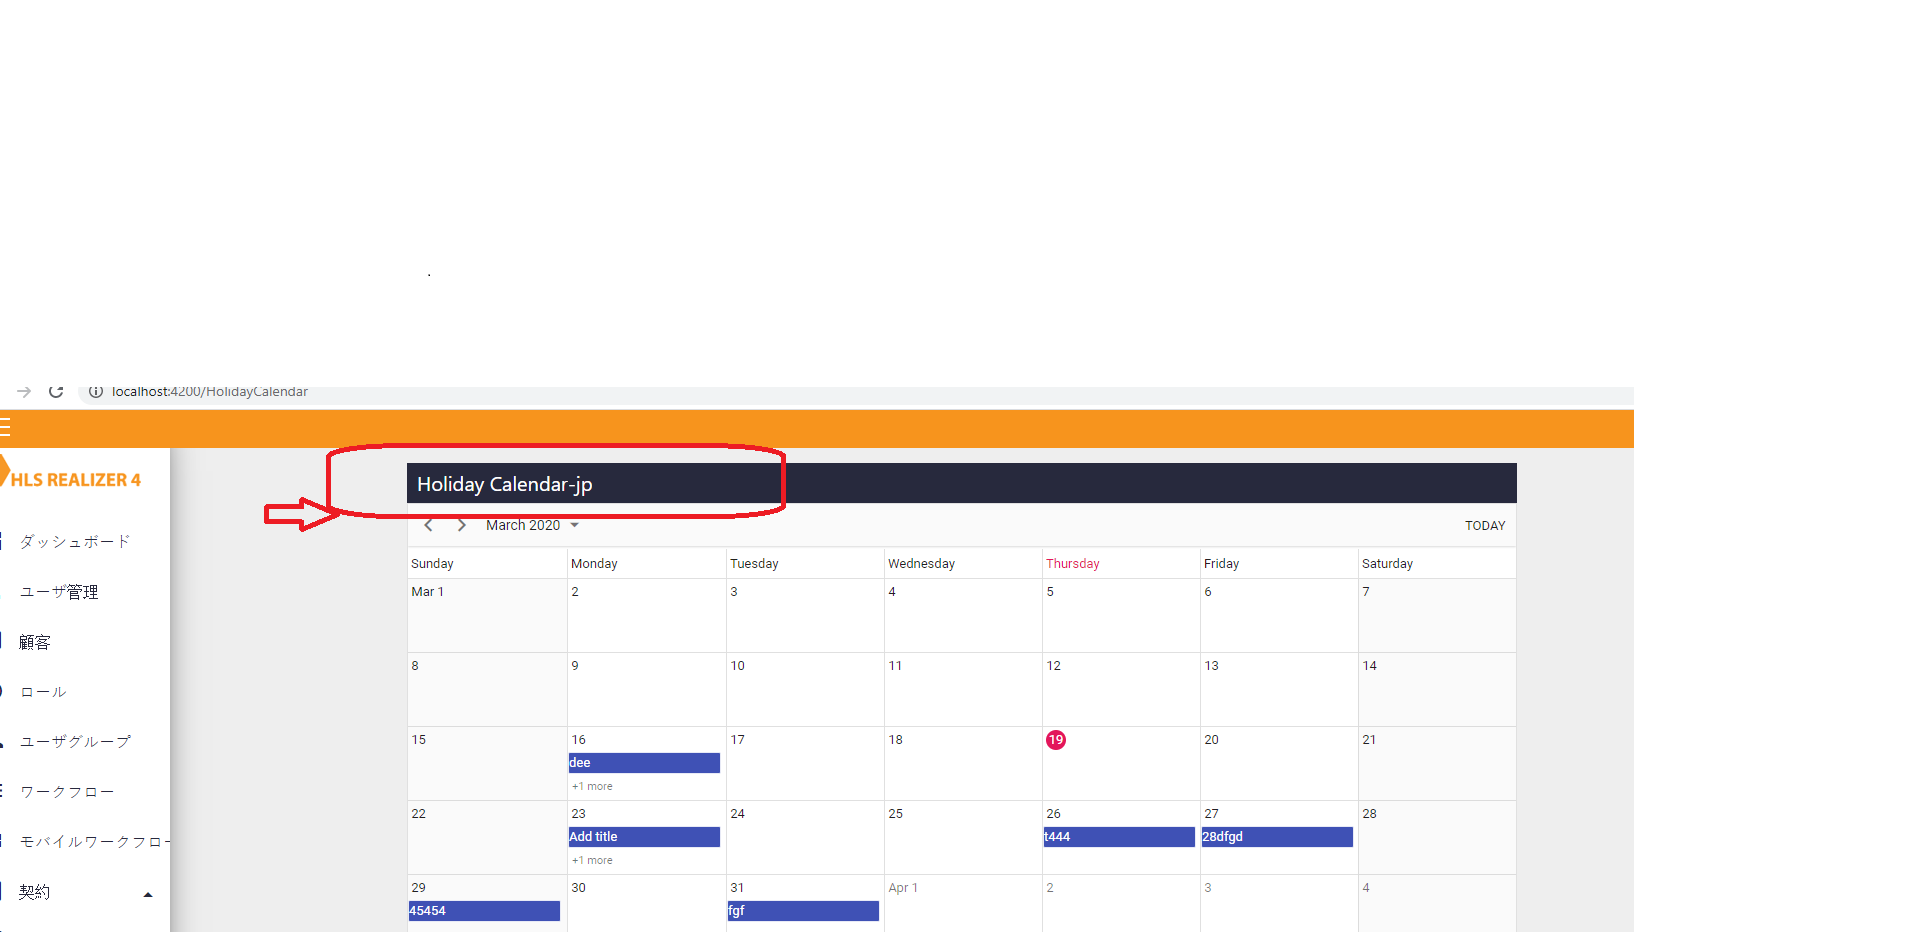 .
localhost:4200/HolidayCalendar
HLS REALIZER 4
ダッシュボード
ユーザ管理
顧客
ロール
ユーザグループ
ワークフロー
モバイルワークフロー
契約
Holiday Calendar-jp
March 2020
TODAY
Sunday Monday Tuesday Wednesday Thursday Friday Saturday
Mar 1 2 3 4 5 6 7
8 9 10 11 12 13 14
15 16 17 18 19 20 21
dee
+1 more
22 23 24 25 26 27 28
Add title t444 28dfgd
+1 more
29 30 31 Apr 1 2 3 4
45454 fgf